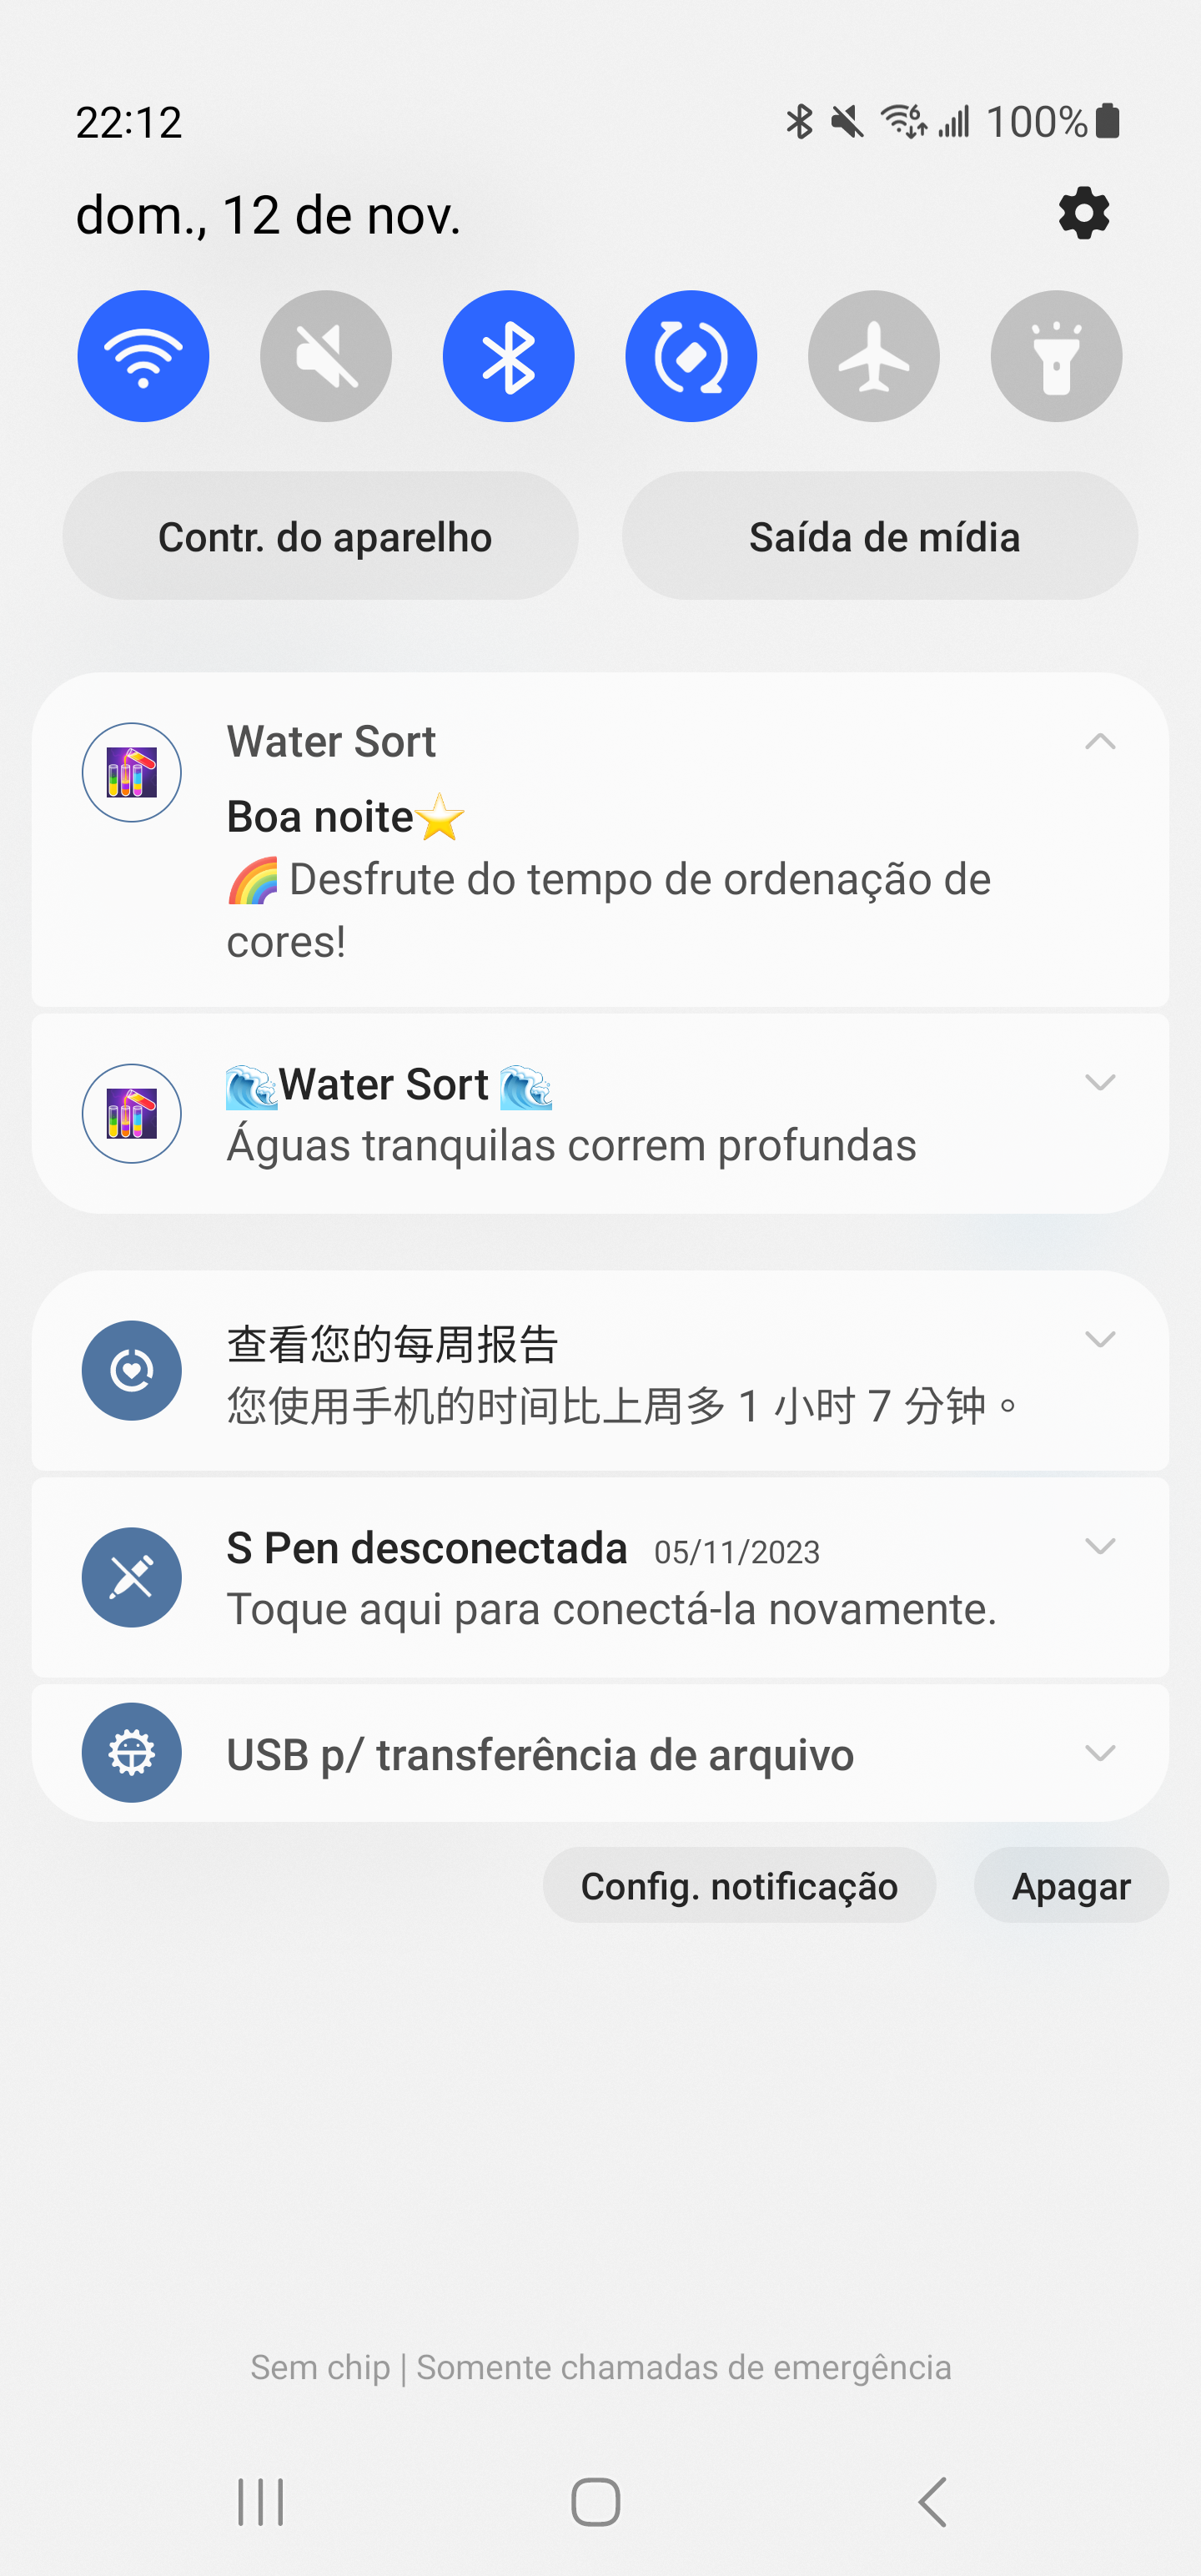 22:12
100%
dom., 12 de nov.
Contr. do aparelho
Saída de mídia
Water Sort
Boa noite⭐
🌈 Desfrute do tempo de ordenação de
cores!
🌊Water Sort 🌊
Águas tranquilas correm profundas
查看您的每周报告
您使用手机的时间比上周多 1 小时 7 分钟。
S Pen desconectada 05/11/2023
Toque aqui para conectá-la novamente.
USB p/ transferência de arquivo
Config. notificação
Apagar
Sem chip | Somente chamadas de emergência